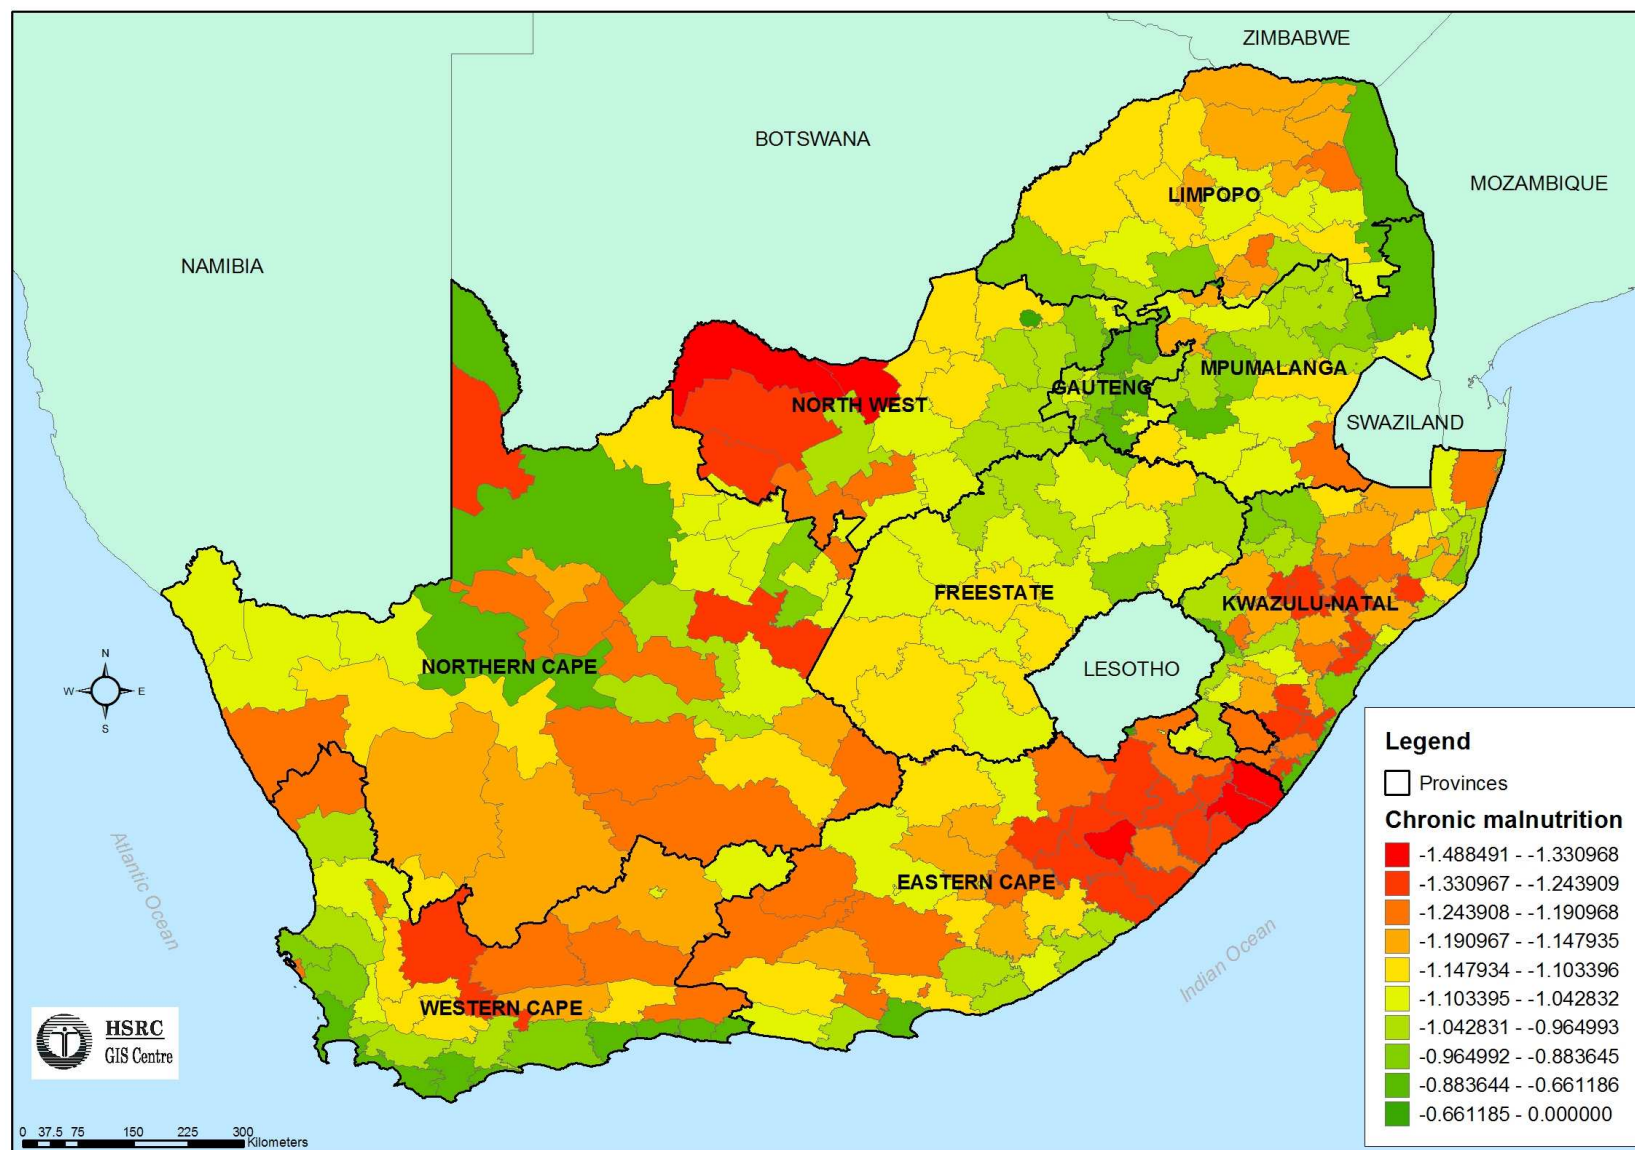 ZIMBABWE
BOTSWANA
MOZAMBIQUE
LIMPOPO
NAMIBIA
MPUMALANGA
GAUTENG
NORTH WEST
SWAZILAND
FREESTATE
KWAZULU-NATAL
NORTHERN CAPE
LESOTHO
N
W E
S
EASTERN CAPE
Atlantic Ocean
Indian Ocean
WESTERN CAPE
HSRC
GIS Centre
0 37.5 75 150 225 300
Kilometers
Legend
Provinces
Chronic malnutrition
-1.488491 - -1.330968
-1.330967 - -1.243909
-1.243908 - -1.190968
-1.190967 - -1.147935
-1.147934 - -1.103396
-1.103395 - -1.042832
-1.042831 - -0.964993
-0.964992 - -0.883645
-0.883644 - -0.661186
-0.661185 - 0.000000